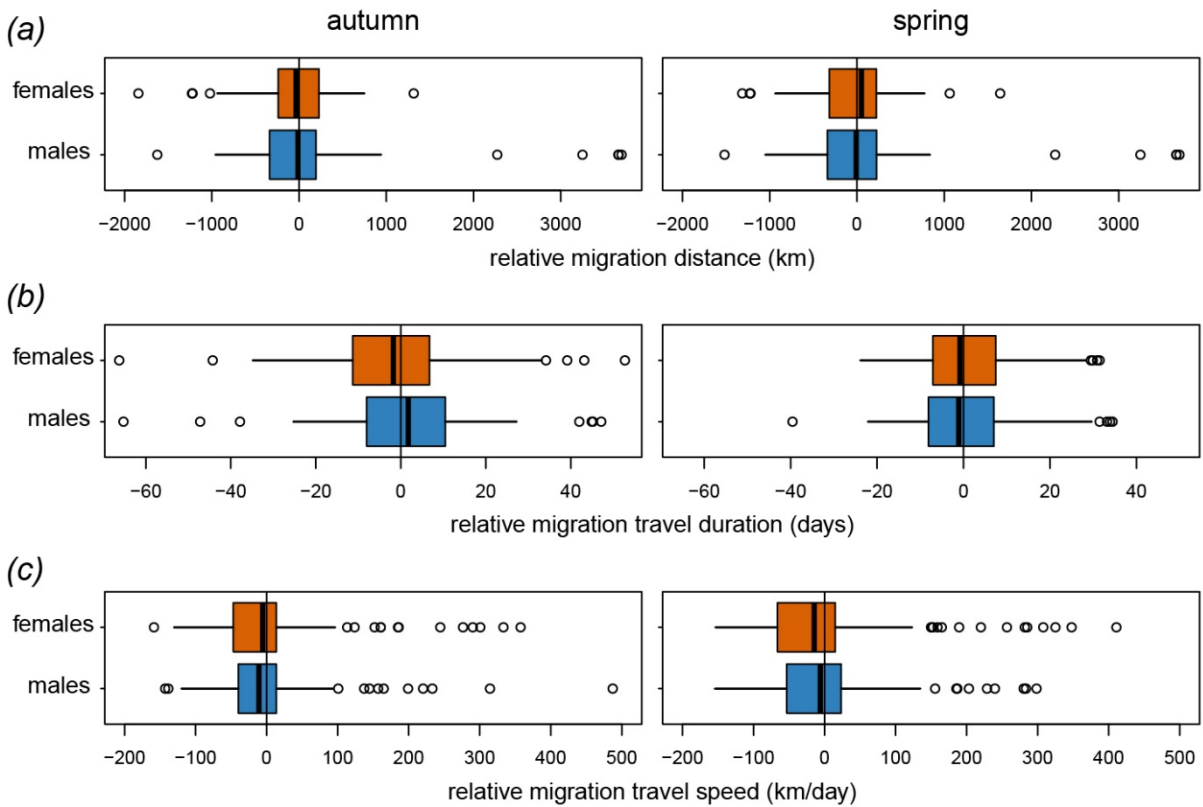 (a)
autumn spring
females
males
−2000 −1000 0 1000 2000 3000 −2000 −1000 0 1000 2000 3000
relative migration distance (km)
(b)
females
males
−60 −40 −20 0 20 40 −60 −40 −20 0 20 40
relative migration travel duration (days)
(c)
females
males
−200 −100 0 100 200 300 400 500 −200 −100 0 100 200 300 400 500
relative migration travel speed (km/day)